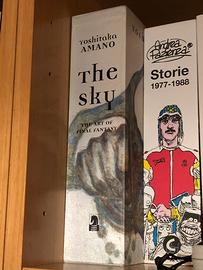 Yoshitaka
AMANO
The
Sky
THE ART OF
FINAL FANTASY
Andrea
Pazienza
Storie
1977-1988